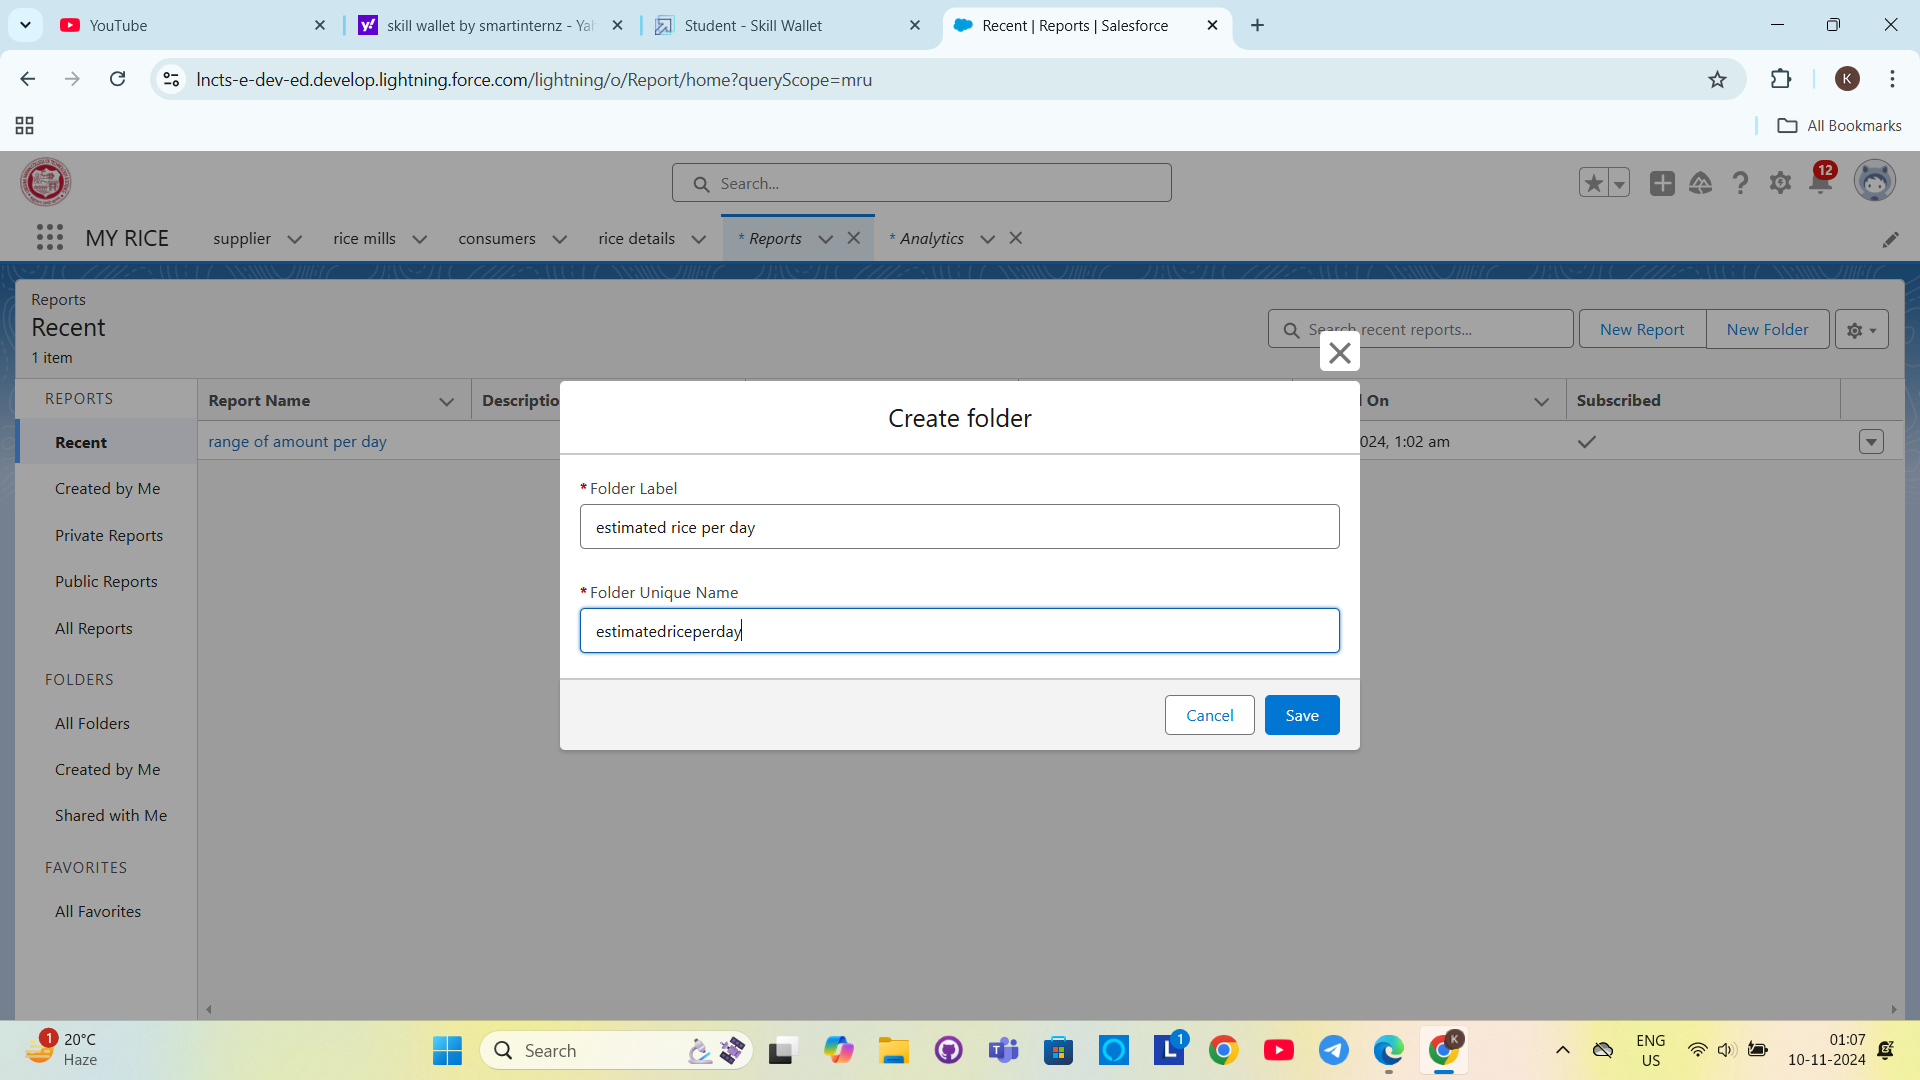 YouTube
skill wallet by smartinternz - Ya
Student - Skill Wallet
Recent | Reports | Salesforce
lncts-e-dev-ed.develop.lightning.force.com/lightning/o/Report/home?queryScope=mru
K
All Bookmarks
Search...
12
MY RICE
supplier
rice mills
consumers
rice details
* Reports
* Analytics
Reports
Recent
1 item
Search recent reports...
New Report
New Folder
REPORTS
Recent
Created by Me
Private Reports
Public Reports
All Reports
FOLDERS
All Folders
Created by Me
Shared with Me
FAVORITES
All Favorites
Report Name
Descriptio
On
Subscribed
range of amount per day
024, 1:02 am
Create folder
* Folder Label
estimated rice per day
* Folder Unique Name
estimatedriceperday
Cancel
Save
1
20°C
Haze
Search
1
K
ENG
US
01:07
10-11-2024